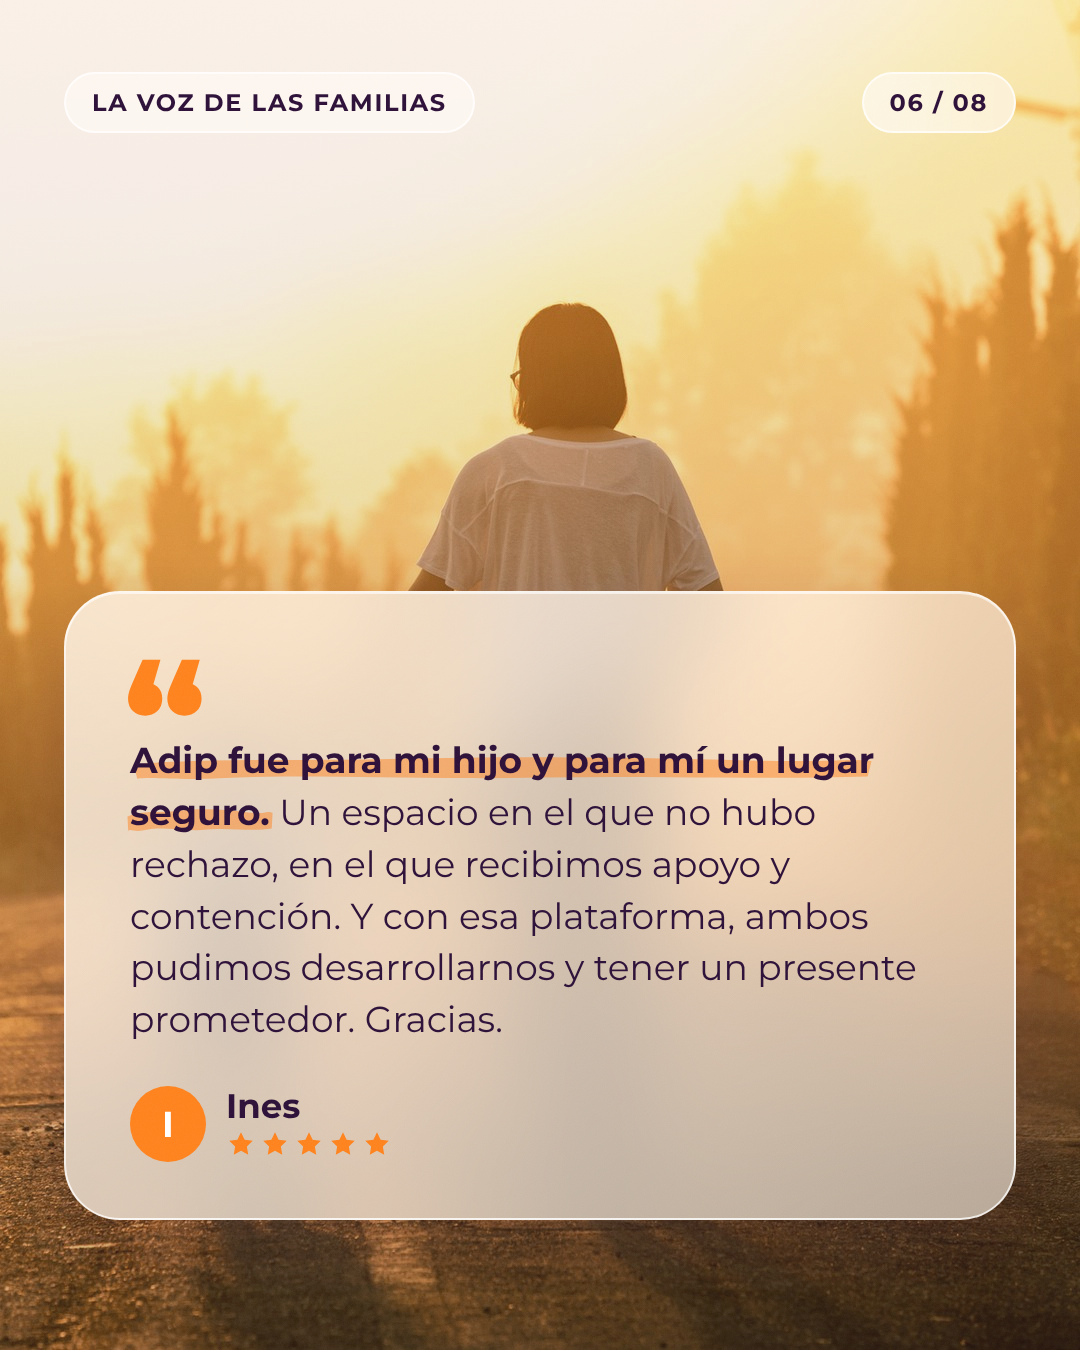 LA VOZ DE LAS FAMILIAS
06 / 08
“
Adip fue para mi hijo y para mí un lugar
seguro. Un espacio en el que no hubo
rechazo, en el que recibimos apoyo y
contención. Y con esa plataforma, ambos
pudimos desarrollarnos y tener un presente
prometedor. Gracias.
I
Ines